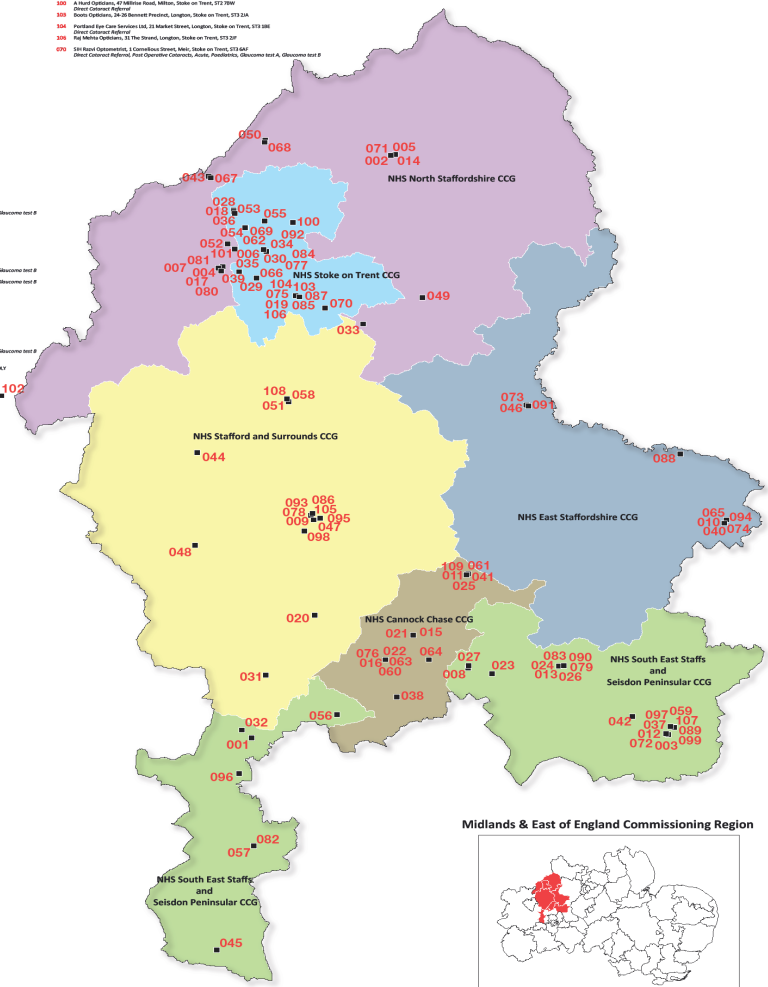 100 A Hurd Opticians, 47 Millrise Road, Milton, Stoke on Trent, ST2 7BW
Direct Cataract Referral
103 Boots Opticians, 24-26 Bennett Precinct, Longton, Stoke on Trent, ST3 2JA
104 Portland Eye Care Services Ltd, 21 Market Street, Longton, Stoke on Trent, ST3 1BE
Direct Cataract Referral
106 Raj Mehta Opticians, 31 The Strand, Longton, Stoke on Trent, ST3 2JF
070 SIH Rasvi Optometrist, 1 Cornelious Street, Meir, Stoke on Trent, ST3 6AF
Direct Cataract Referral, Post Operative Cataracts, Acute, Paediatrics, Glaucoma test A, Glaucoma test B
050
068
071 005
002 014
043 067
NHS North Staffordshire CCG
Glaucoma test B
028
018 053
036 055 100
054 069 092
052 062 034
101 006 030 084
081 035 077
007 004 066 NHS Stoke on Trent CCG
Glaucoma test B
017 039 104 103
Glaucoma test B
080 029 075 087 049
019 085 070
106
033
Glaucoma test B
LY
102
108 058
051
073
046 091
NHS Stafford and Surrounds CCG
044
088
093 086
078 105
009 095
047
098
NHS East Staffordshire CCG
065 094
010
040 074
048
109 061
011 041
025
020
NHS Cannock Chase CCG
021 015
076 022 064
016 063
060
027
008 023
083 090
024 079
013 026
NHS South East Staffs
and
Seisdon Peninsular CCG
031
038
056
042 097 059
037 107
012 089
072 003 099
032
001
096
Midlands & East of England Commissioning Region
082
057
NHS South East Staffs
and
Seisdon Peninsular CCG
045